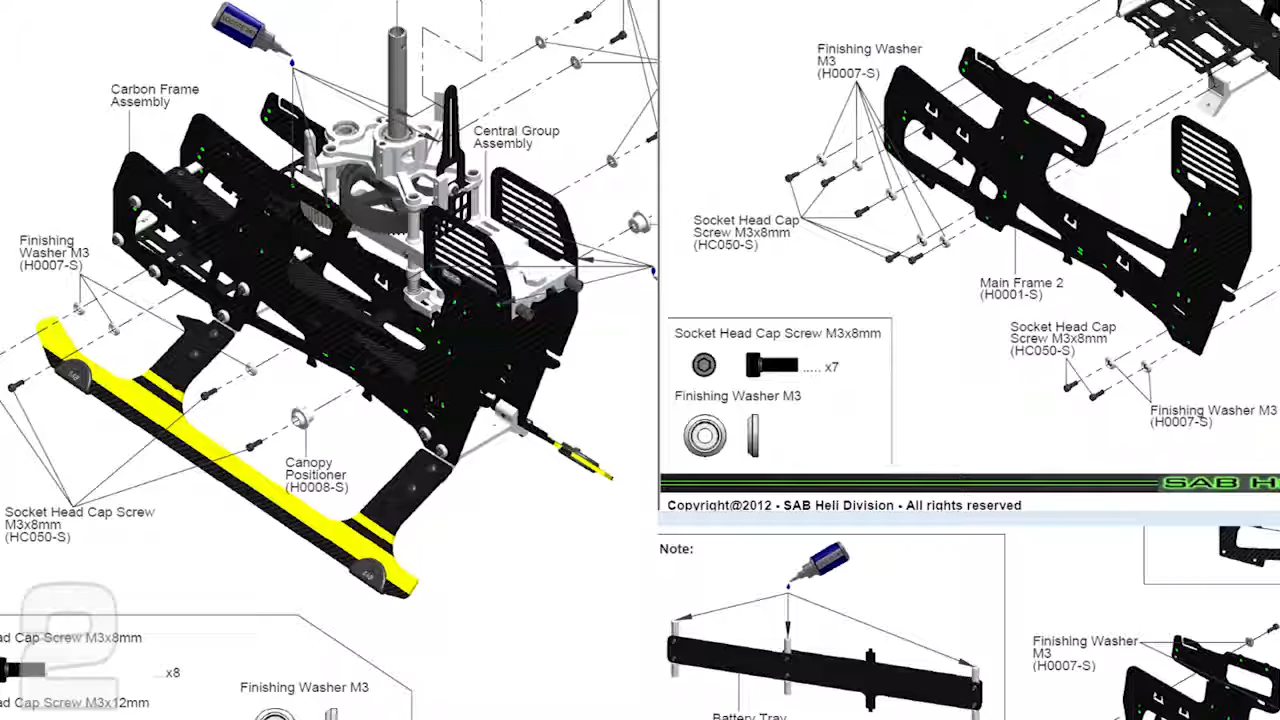 Carbon Frame
Assembly
Central Group
Assembly
Finishing
Washer M3
(H0007-S)
Canopy
Positioner
(H0008-S)
Socket Head Cap Screw
M3x8mm
(HC050-S)
2
ad Cap Screw M3x8mm
x8
ad Cap Screw M3x12mm
Finishing Washer M3
Finishing Washer
M3
(H0007-S)
Socket Head Cap
Screw M3x8mm
(HC050-S)
Main Frame 2
(H0001-S)
Socket Head Cap
Screw M3x8mm
(HC050-S)
Finishing Washer M3
(H0007-S)
Socket Head Cap Screw M3x8mm
..... x7
Finishing Washer M3
SAB H
Copyright@2012 - SAB Heli Division - All rights reserved
Note:
Battery Tray
Finishing Washer
M3
(H0007-S)